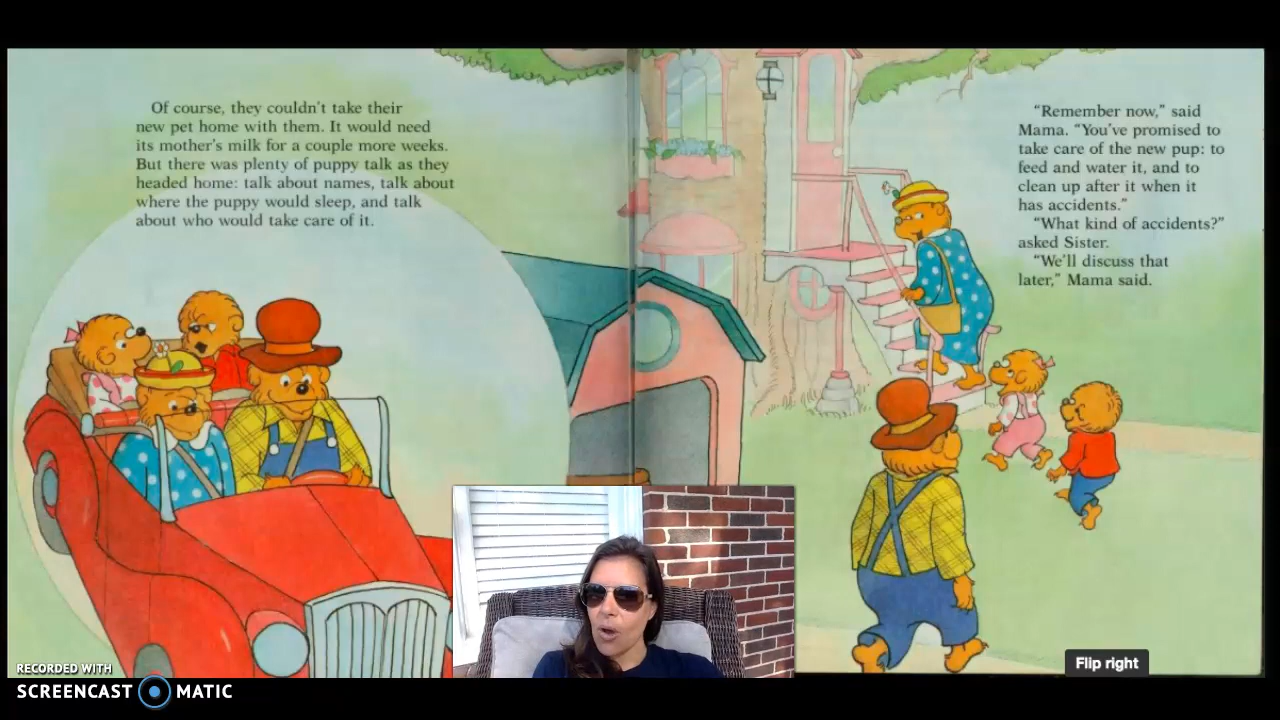 Of course, they couldn't take their
new pet home with them. It would need
its mother's milk for a couple more weeks.
But there was plenty of puppy talk as they
headed home: talk about names, talk about
where the puppy would sleep, and talk
about who would take care of it.
"Remember now," said
Mama. "You've promised to
take care of the new pup: to
feed and water it, and to
clean up after it when it
has accidents."
"What kind of accidents?"
asked Sister.
"We'll discuss that
later," Mama said.
Flip right
RECORDED WITH
SCREENCAST MATIC